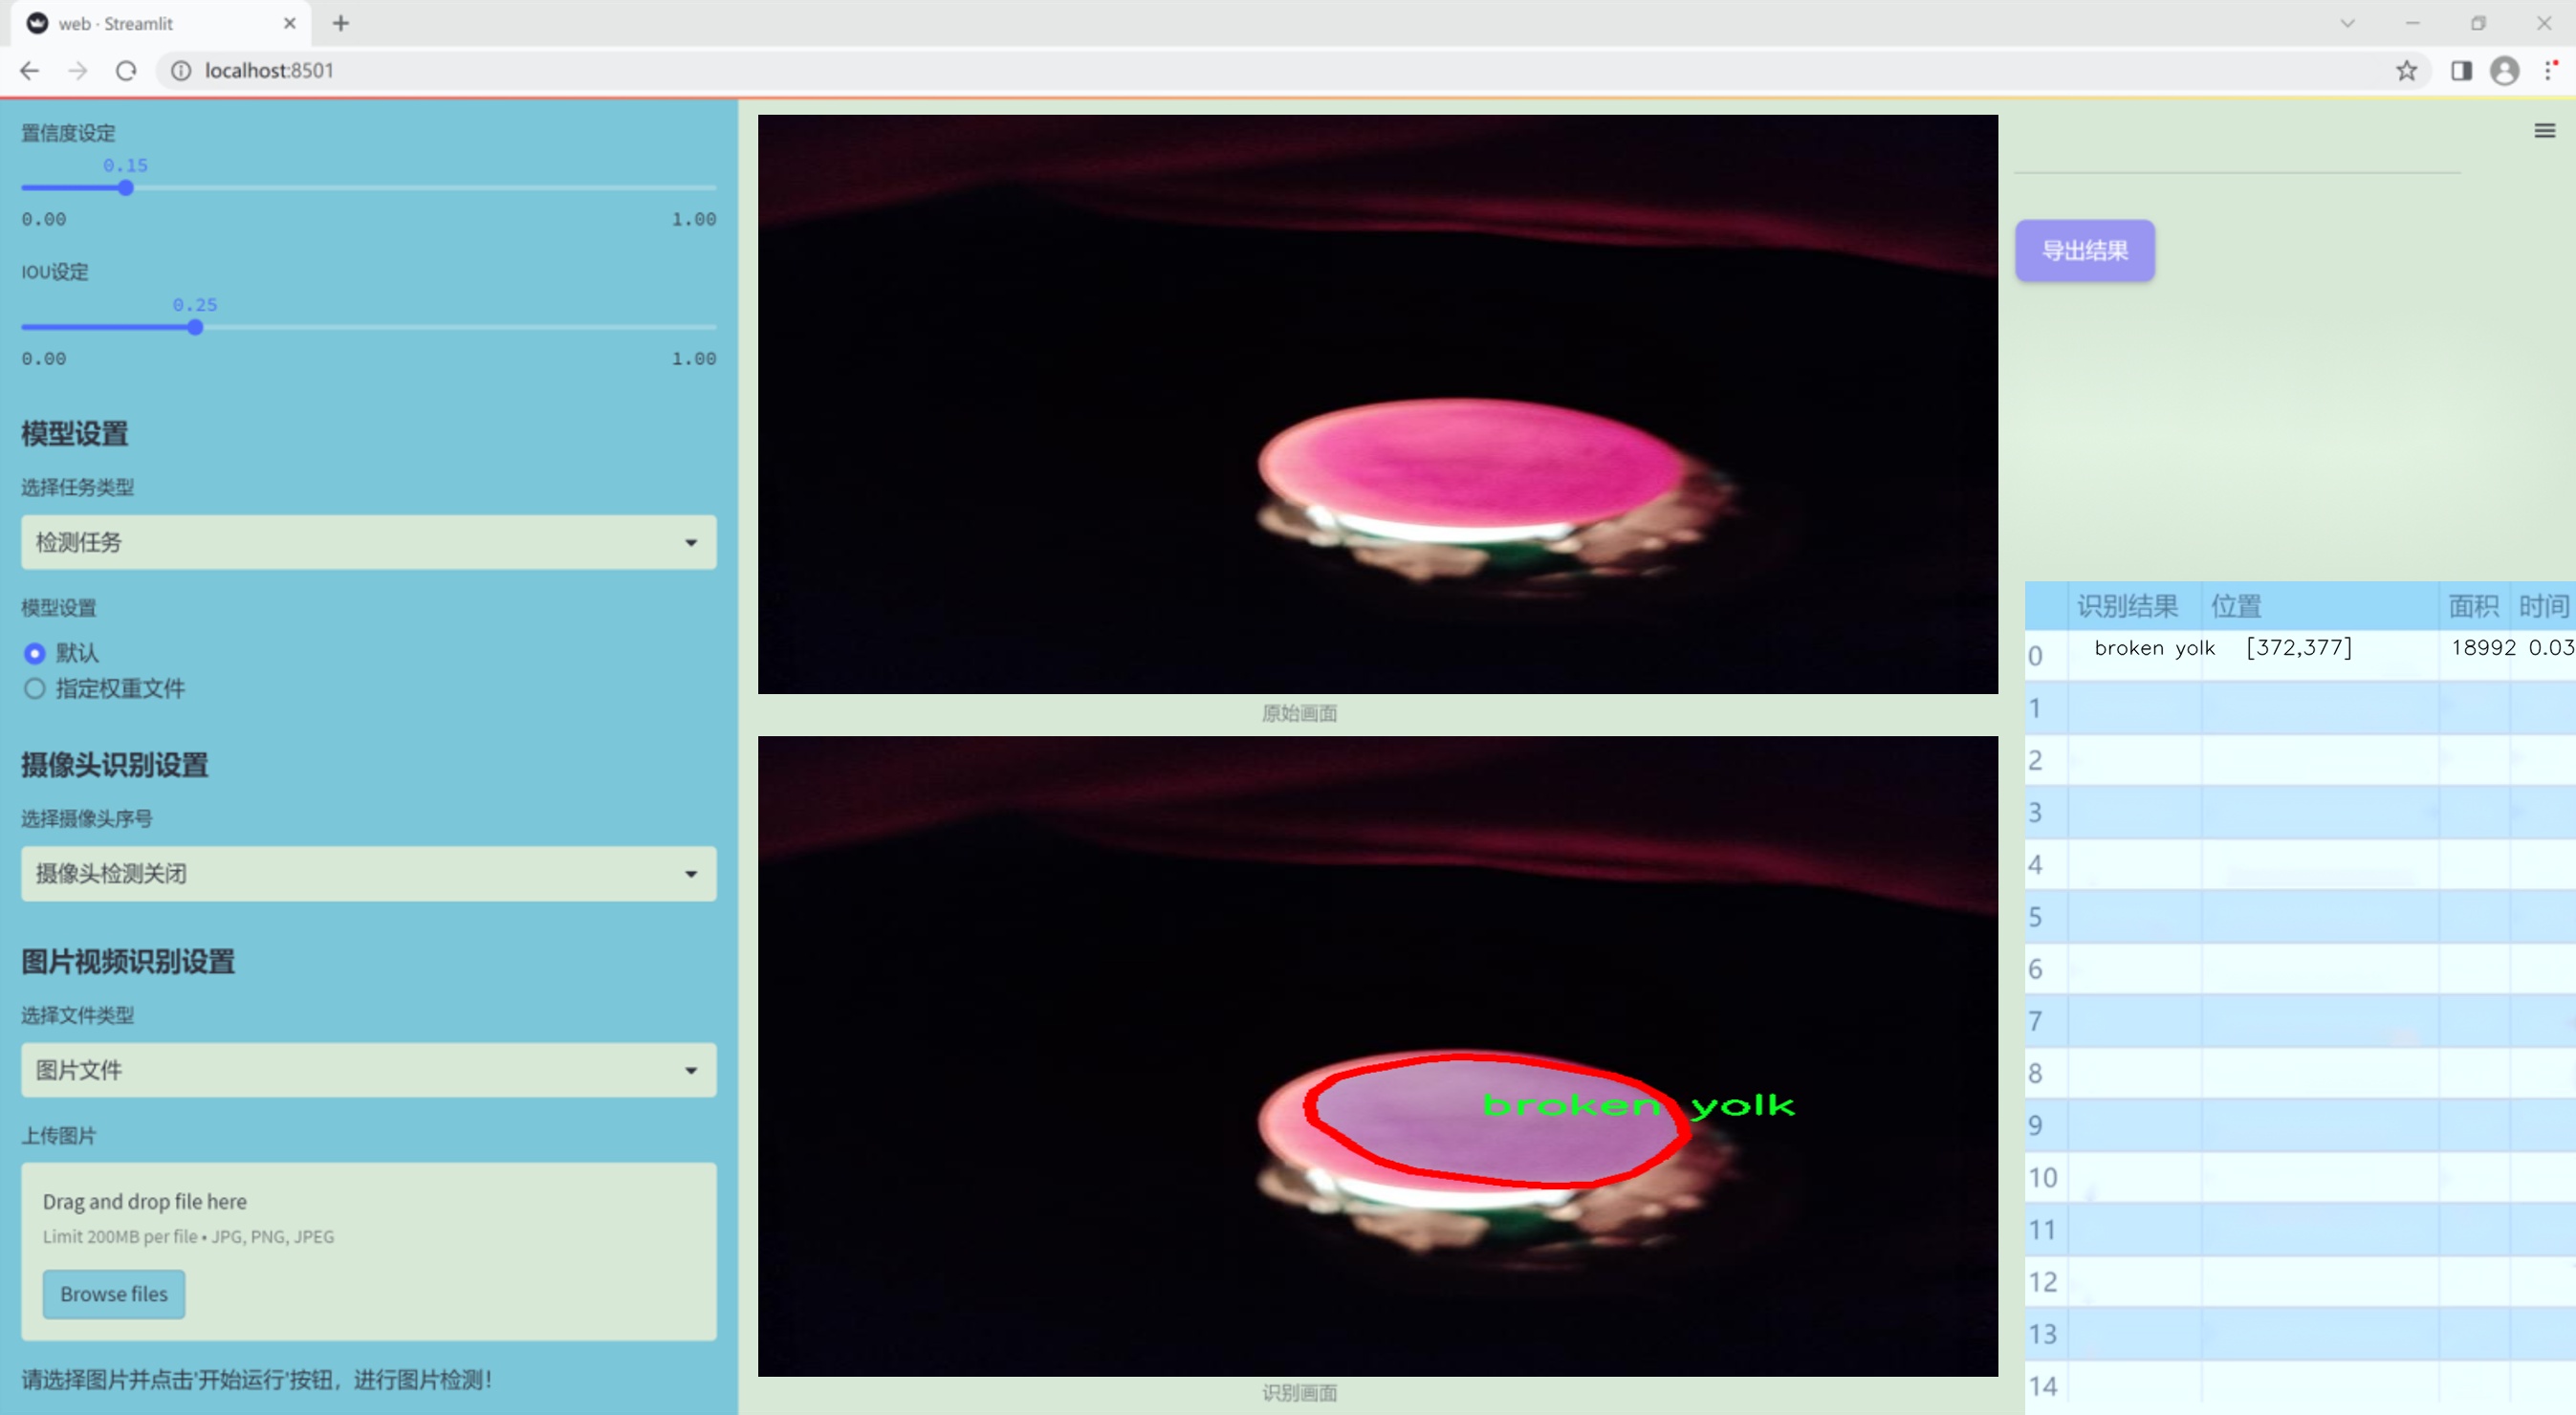 web · Streamlit
localhost:8501
置信度设定
0.15
0.00 1.00
IOU设定
0.25
0.00 1.00
模型设置
选择任务类型
检测任务
模型设置
默认
指定权重文件
摄像头识别设置
选择摄像头序号
摄像头检测关闭
图片视频识别设置
选择文件类型
图片文件
上传图片
Drag and drop file here
Limit 200MB per file • JPG, PNG, JPEG
Browse files
请选择图片并点击'开始运行'按钮，进行图片检测！
原始画面
broken yolk
识别画面
导出结果
识别结果 位置 面积 时间
0 broken yolk [372,377] 18992 0.03
1
2
3
4
5
6
7
8
9
10
11
12
13
14